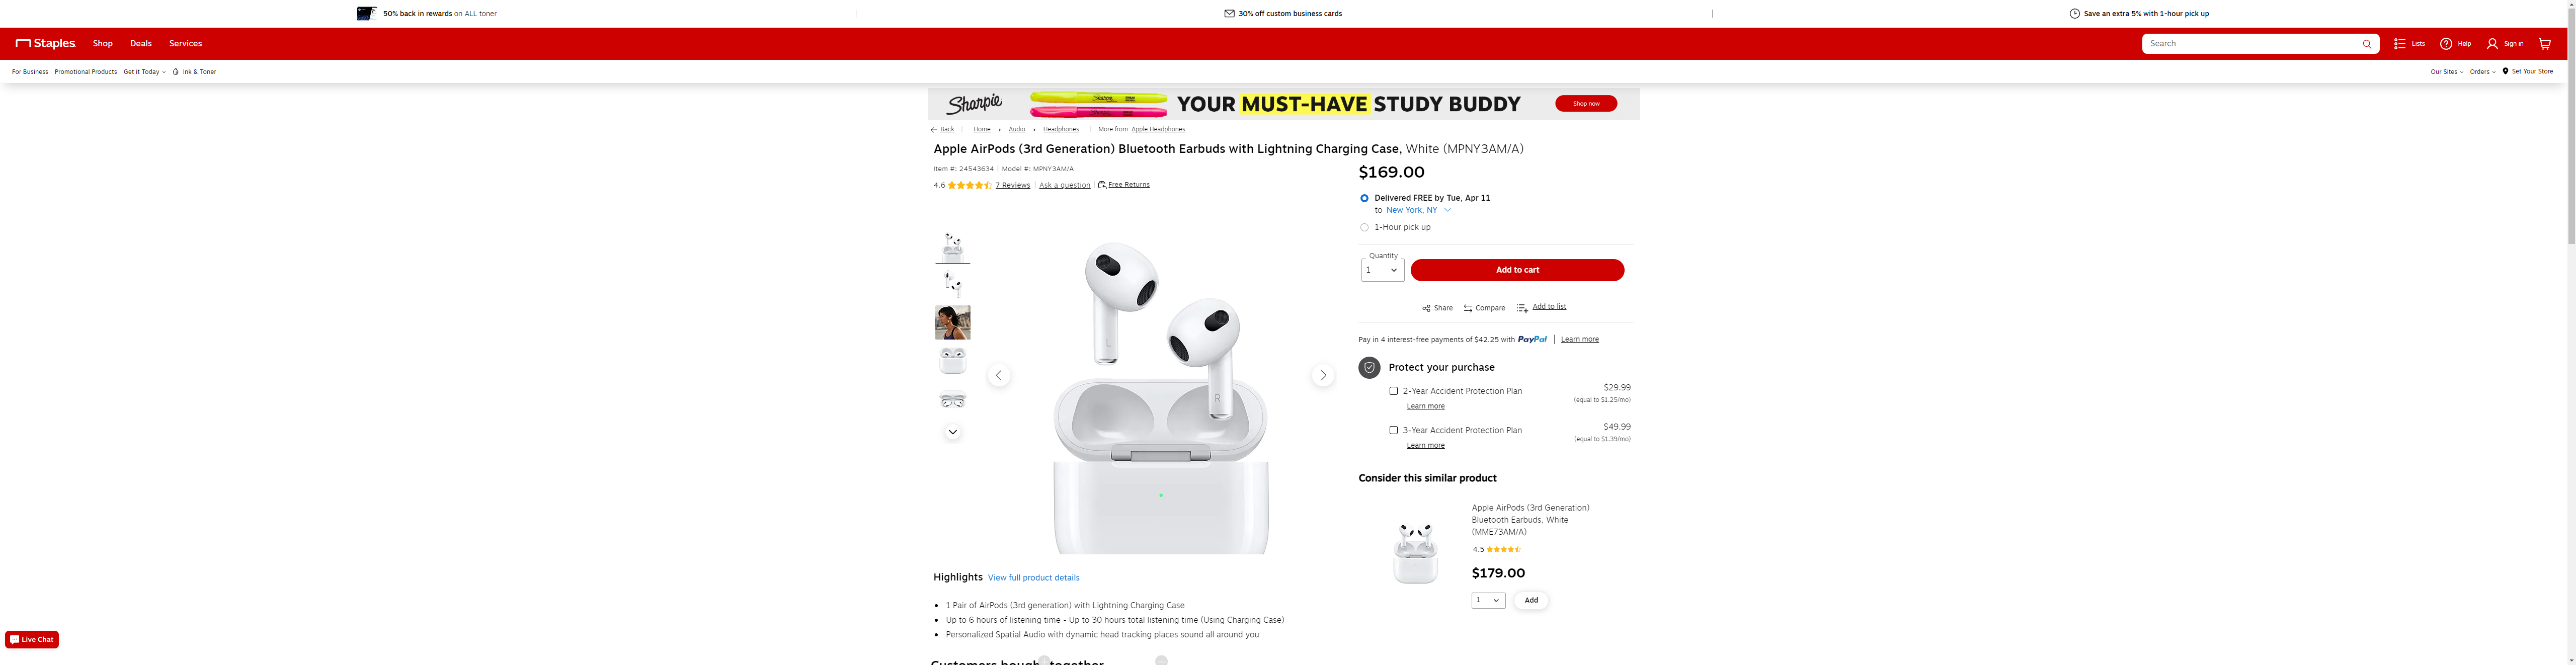 50% back in rewards on ALL toner
30% off custom business cards
Save an extra 5% with 1-hour pick up
Staples
Shop
Deals
Services
Search
Lists
Help
Sign in
For Business
Promotional Products
Get it Today
Ink & Toner
Our Sites
Orders
Set Your Store
Sharpie
YOUR MUST-HAVE STUDY BUDDY
Shop now
Back
Home
Audio
Headphones
More from Apple Headphones
Apple AirPods (3rd Generation) Bluetooth Earbuds with Lightning Charging Case, White (MPNY3AM/A)
Item #: 24543634 | Model #: MPNY3AM/A
4.6
7 Reviews
Ask a question
Free Returns
L
R
$169.00
Delivered FREE by Tue, Apr 11
to New York, NY
1-Hour pick up
Quantity
1
Add to cart
Share
Compare
Add to list
Pay in 4 interest-free payments of $42.25 with PayPal | Learn more
Protect your purchase
2-Year Accident Protection Plan
$29.99
Learn more
(equal to $1.25/mo)
3-Year Accident Protection Plan
$49.99
Learn more
(equal to $1.39/mo)
Consider this similar product
Apple AirPods (3rd Generation)
Bluetooth Earbuds, White
(MME73AM/A)
4.5
$179.00
1
Add
Highlights
View full product details
• 1 Pair of AirPods (3rd generation) with Lightning Charging Case
• Up to 6 hours of listening time - Up to 30 hours total listening time (Using Charging Case)
• Personalized Spatial Audio with dynamic head tracking places sound all around you
Customers bought together
Live Chat